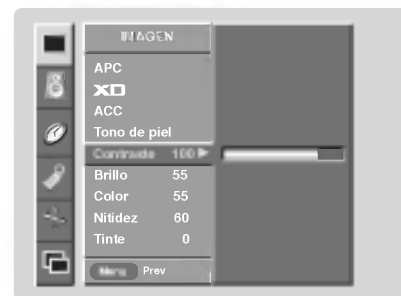 IMAGEN
APC
XD
ACC
Tono de piel
Contraste 100
Brillo 55
Color 55
Nitidez 60
Tinte 0
Menu Prev